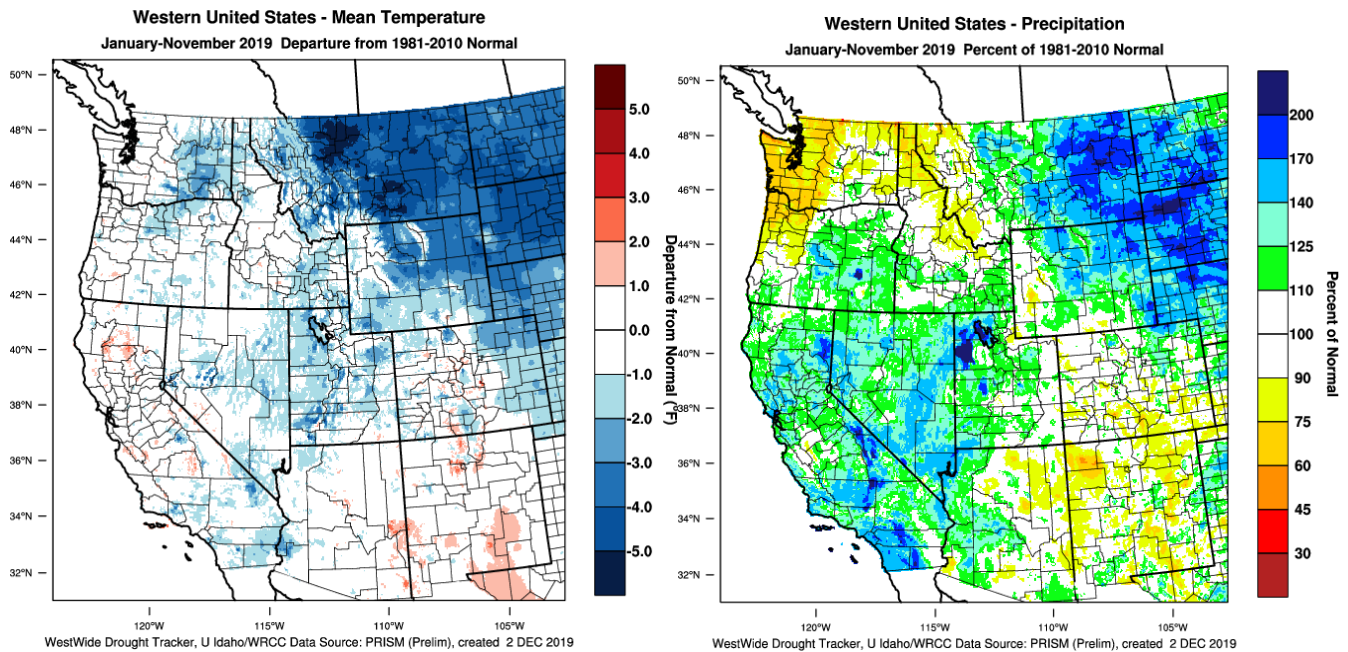 Western United States - Mean Temperature
January-November 2019 Departure from 1981-2010 Normal
50°N
48°N
46°N
44°N
42°N
40°N
38°N
36°N
34°N
32°N
120°W
115°W
110°W
105°W
5.0
4.0
3.0
2.0
1.0
0.0
-1.0
-2.0
-3.0
-4.0
-5.0
Departure from Normal (°F)
WestWide Drought Tracker, U Idaho/WRCC Data Source: PRISM (Prelim), created 2 DEC 2019
Western United States - Precipitation
January-November 2019 Percent of 1981-2010 Normal
50°N
48°N
46°N
44°N
42°N
40°N
38°N
36°N
34°N
32°N
120°W
115°W
110°W
105°W
200
170
140
125
110
100
90
75
60
45
30
Percent of Normal
WestWide Drought Tracker, U Idaho/WRCC Data Source: PRISM (Prelim), created 2 DEC 2019